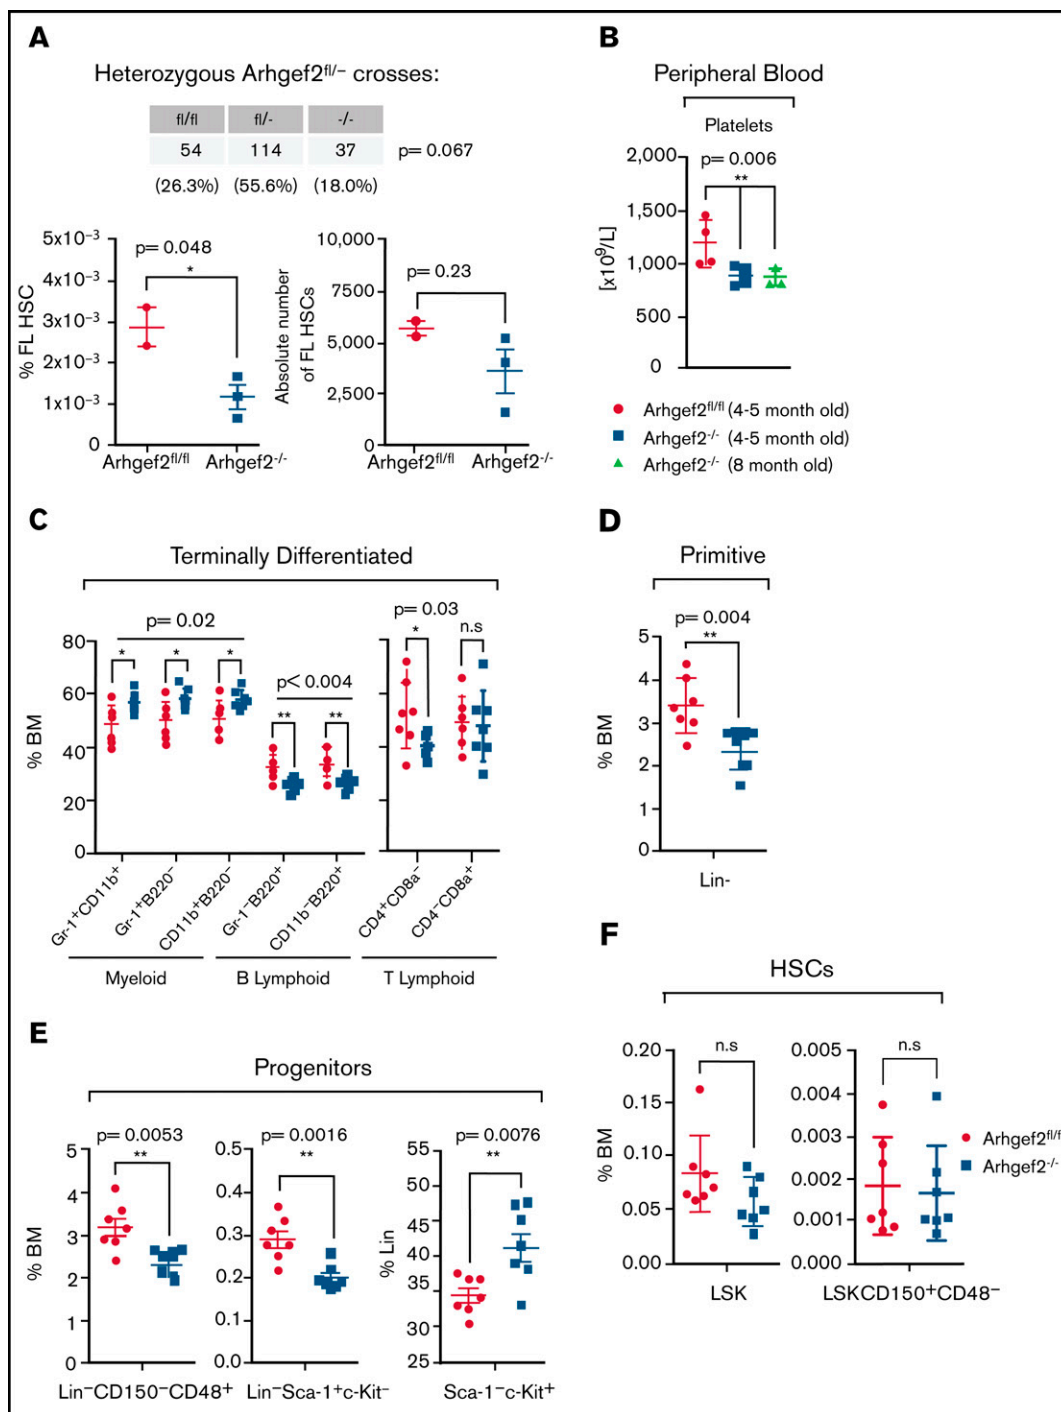 A
Heterozygous Arhgef2fl/− crosses:
fl/fl fl/- -/-
54 114 37 p= 0.067
(26.3%) (55.6%) (18.0%)
% FL HSC
5x10−3
4x10−3
3x10−3
2x10−3
1x10−3
0
p= 0.048
*
Arhgef2fl/fl Arhgef2-/-
Absolute number
of FL HSCs
10,000
7500
5,000
2,500
0
p= 0.23
Arhgef2fl/fl Arhgef2-/-
B
Peripheral Blood
Platelets
[x109/L]
2,000
1,500
1,000
500
0
p= 0.006
**
Arhgef2fl/fl (4-5 month old)
Arhgef2-/- (4-5 month old)
Arhgef2-/- (8 month old)
C
Terminally Differentiated
% BM
80
60
40
20
0
p= 0.02
* * *
p< 0.004
** **
p= 0.03
*
n.s
Gr-1+CD11b+
Gr-1+B220−
CD11b+B220−
Gr-1−B220+
CD11b−B220+
CD4+CD8a−
CD4−CD8a+
Myeloid B Lymphoid T Lymphoid
D
Primitive
% BM
5
4
3
2
1
0
p= 0.004
**
Lin-
E
Progenitors
% BM
5
4
3
2
1
0
p= 0.0053
**
Lin−CD150−CD48+
0.5
0.4
0.3
0.2
0.1
0.0
p= 0.0016
**
Lin−Sca-1+c-Kit-
% Lin
55
50
45
40
35
30
25
p= 0.0076
**
Sca-1−c-Kit+
F
HSCs
% BM
0.20
0.15
0.10
0.05
0.00
n.s
LSK
0.005
0.004
0.003
0.002
0.001
0.000
n.s
LSKCD150+CD48−
Arhgef2fl/f
Arhgef2-/-